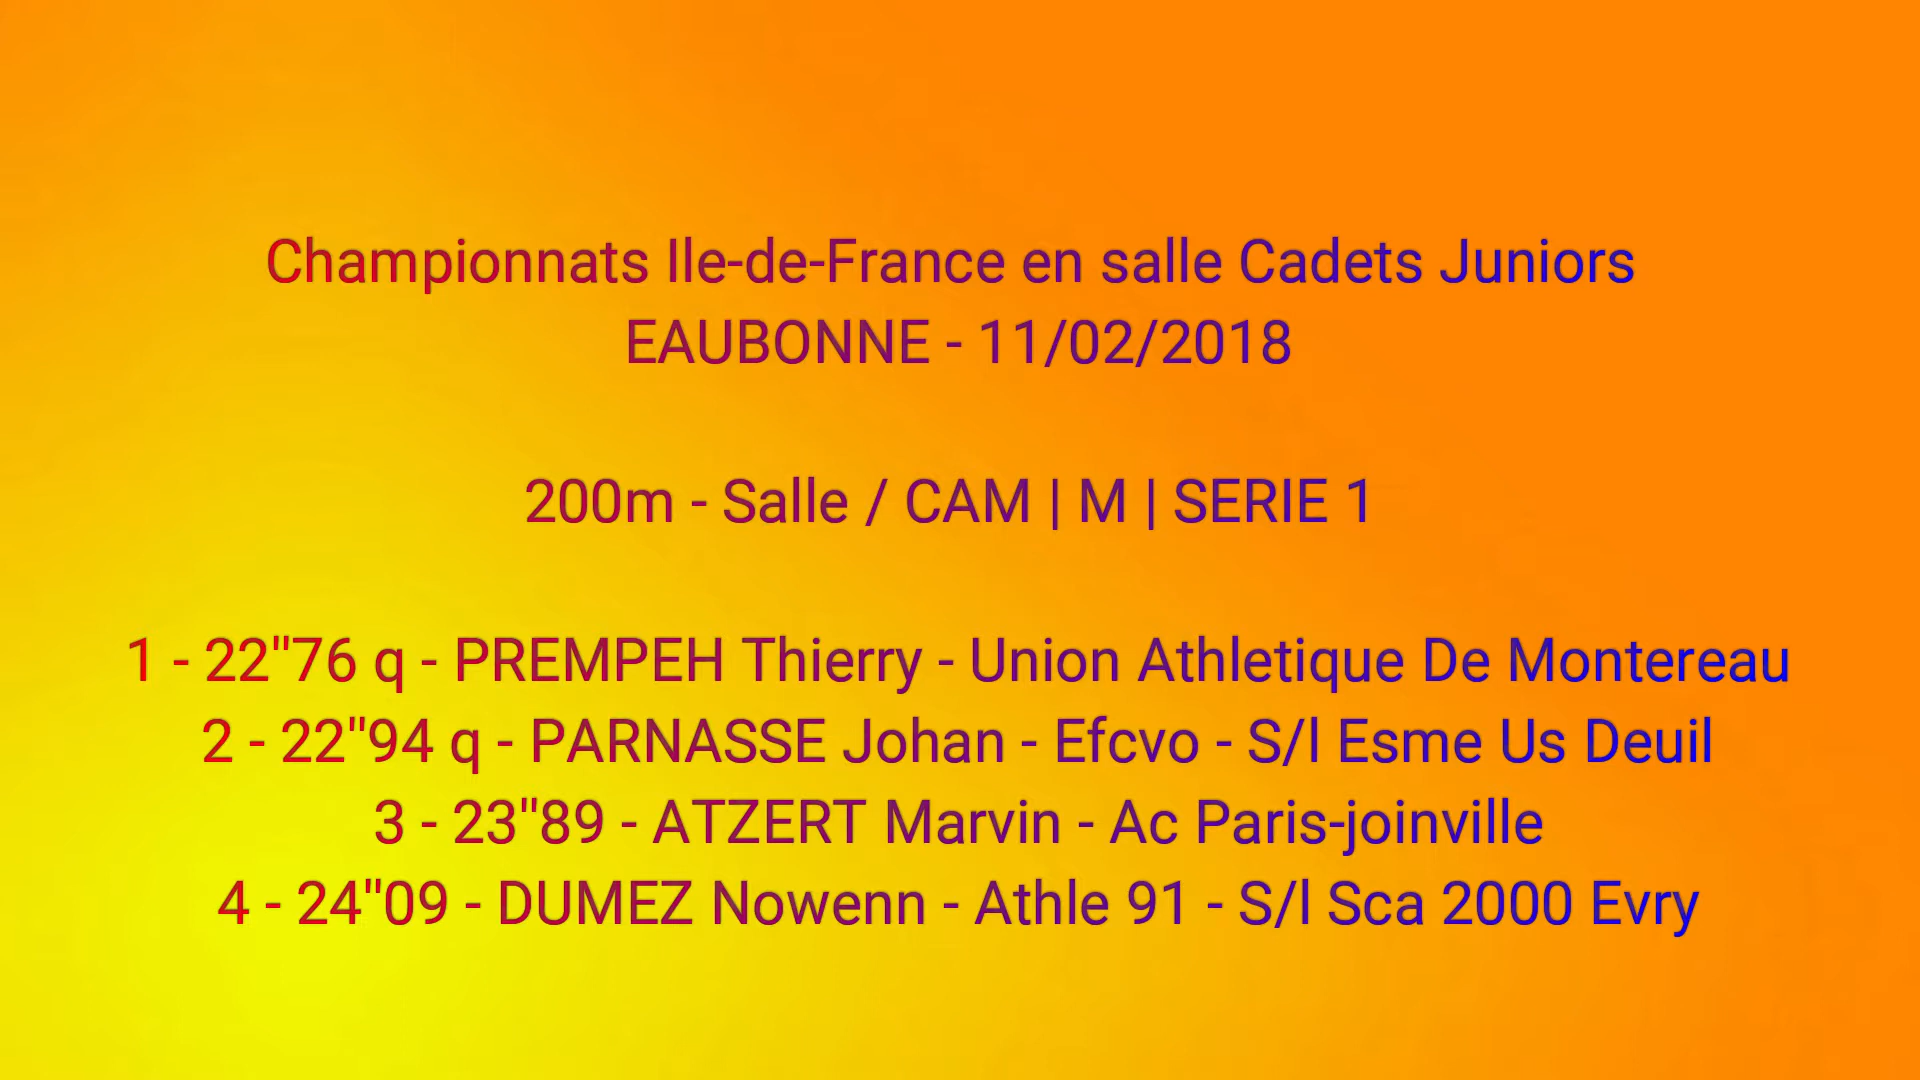 Championnats Ile-de-France en salle Cadets Juniors
EAUBONNE - 11/02/2018
200m - Salle / CAM | M | SERIE 1
1 - 22"76 q - PREMPEH Thierry - Union Athletique De Montereau
2 - 22"94 q - PARNASSE Johan - Efcvo - S/l Esme Us Deuil
3 - 23"89 - ATZERT Marvin - Ac Paris-joinville
4 - 24"09 - DUMEZ Nowenn - Athle 91 - S/l Sca 2000 Evry